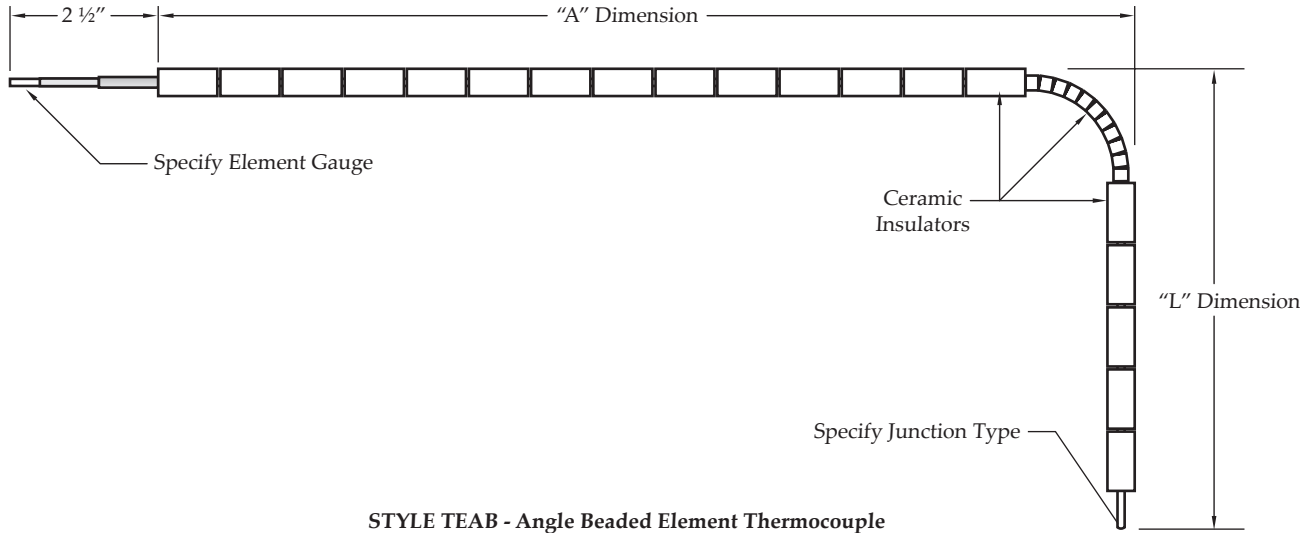 2 ½”
“A” Dimension
Specify Element Gauge
Ceramic
Insulators
“L” Dimension
Specify Junction Type
STYLE TEAB - Angle Beaded Element Thermocouple